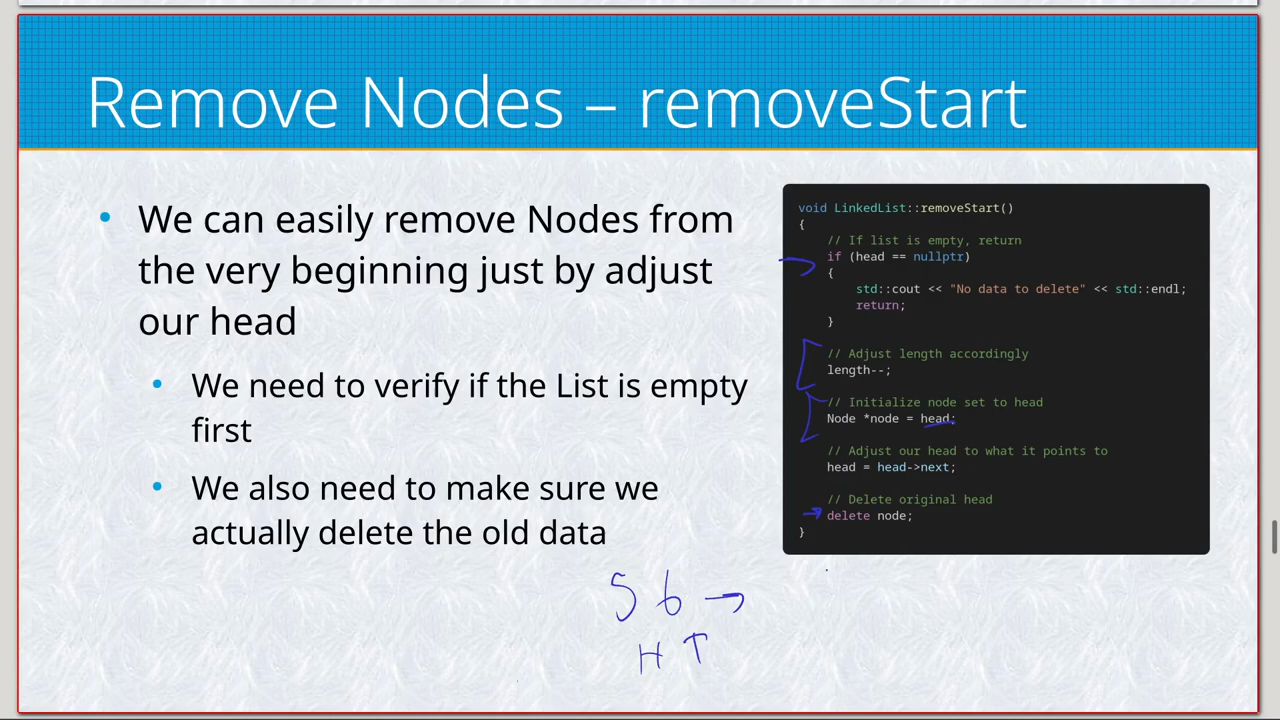 Remove Nodes – removeStart
We can easily remove Nodes from
the very beginning just by adjust
our head
We need to verify if the List is empty
first
We also need to make sure we
actually delete the old data
void LinkedList::removeStart()
{
// If list is empty, return
if (head == nullptr)
{
std::cout << "No data to delete" << std::endl;
return;
}
// Adjust length accordingly
length--;
// Initialize node set to head
Node *node = head;
// Adjust our head to what it points to
head = head->next;
// Delete original head
delete node;
}
5 6 →
H T